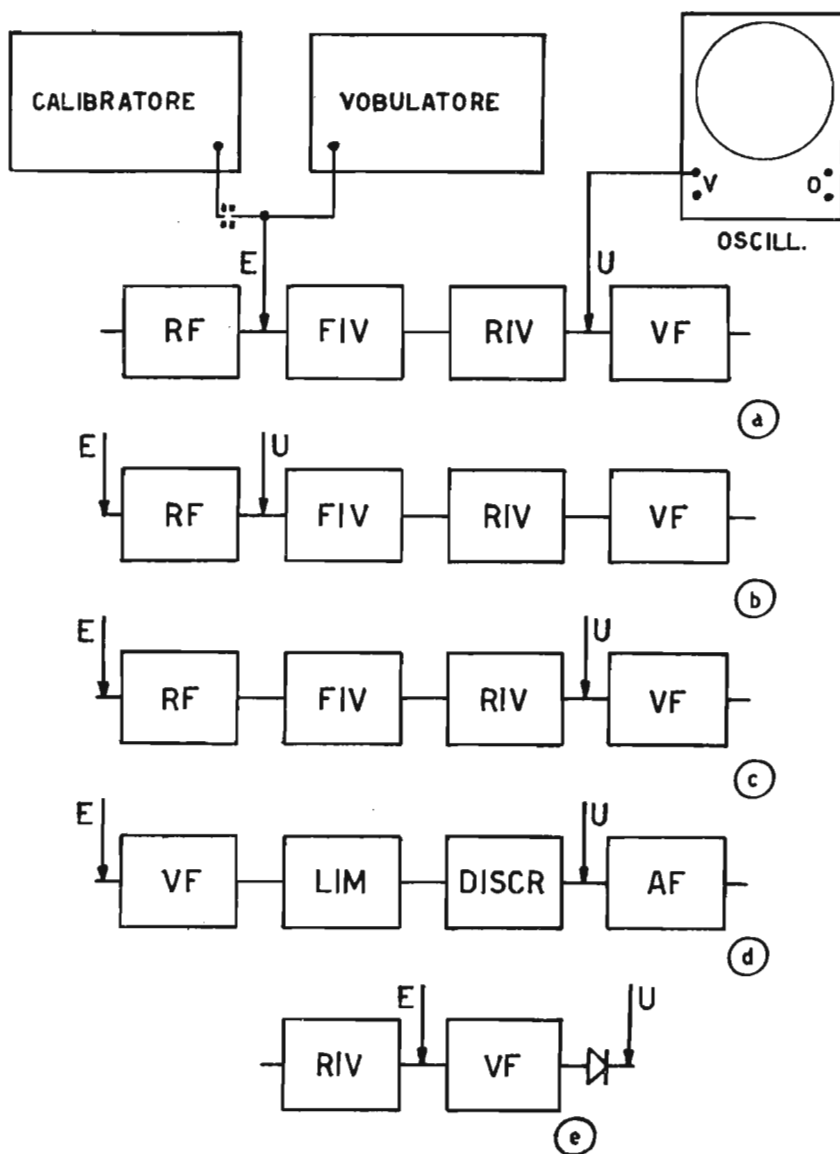 CALIBRATORE VOBULATORE
V O
OSCILL.
E U
RF FIV RIV VF
a
E U
RF FIV RIV VF
b
E U
RF FIV RIV VF
c
E U
VF LIM DISCR AF
d
E U
RIV VF
e